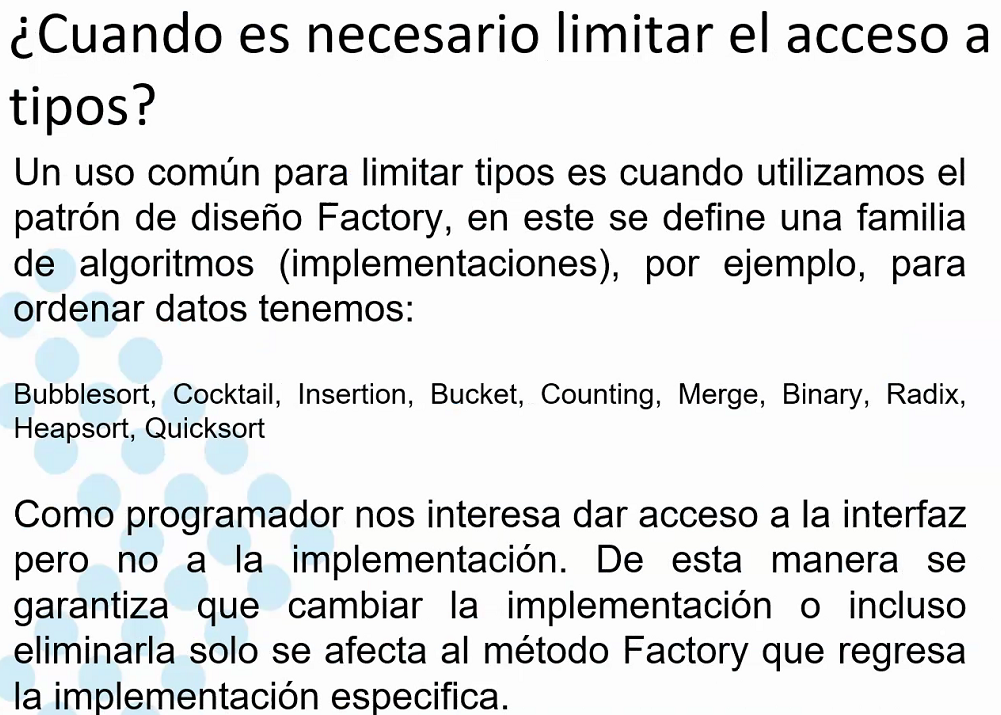 ¿Cuando es necesario limitar el acceso a
tipos?
Un uso común para limitar tipos es cuando utilizamos el
patrón de diseño Factory, en este se define una familia
de algoritmos (implementaciones), por ejemplo, para
ordenar datos tenemos:
Bubblesort, Cocktail, Insertion, Bucket, Counting, Merge, Binary, Radix,
Heapsort, Quicksort
Como programador nos interesa dar acceso a la interfaz
pero no a la implementación. De esta manera se
garantiza que cambiar la implementación o incluso
eliminarla solo se afecta al método Factory que regresa
la implementación especifica.